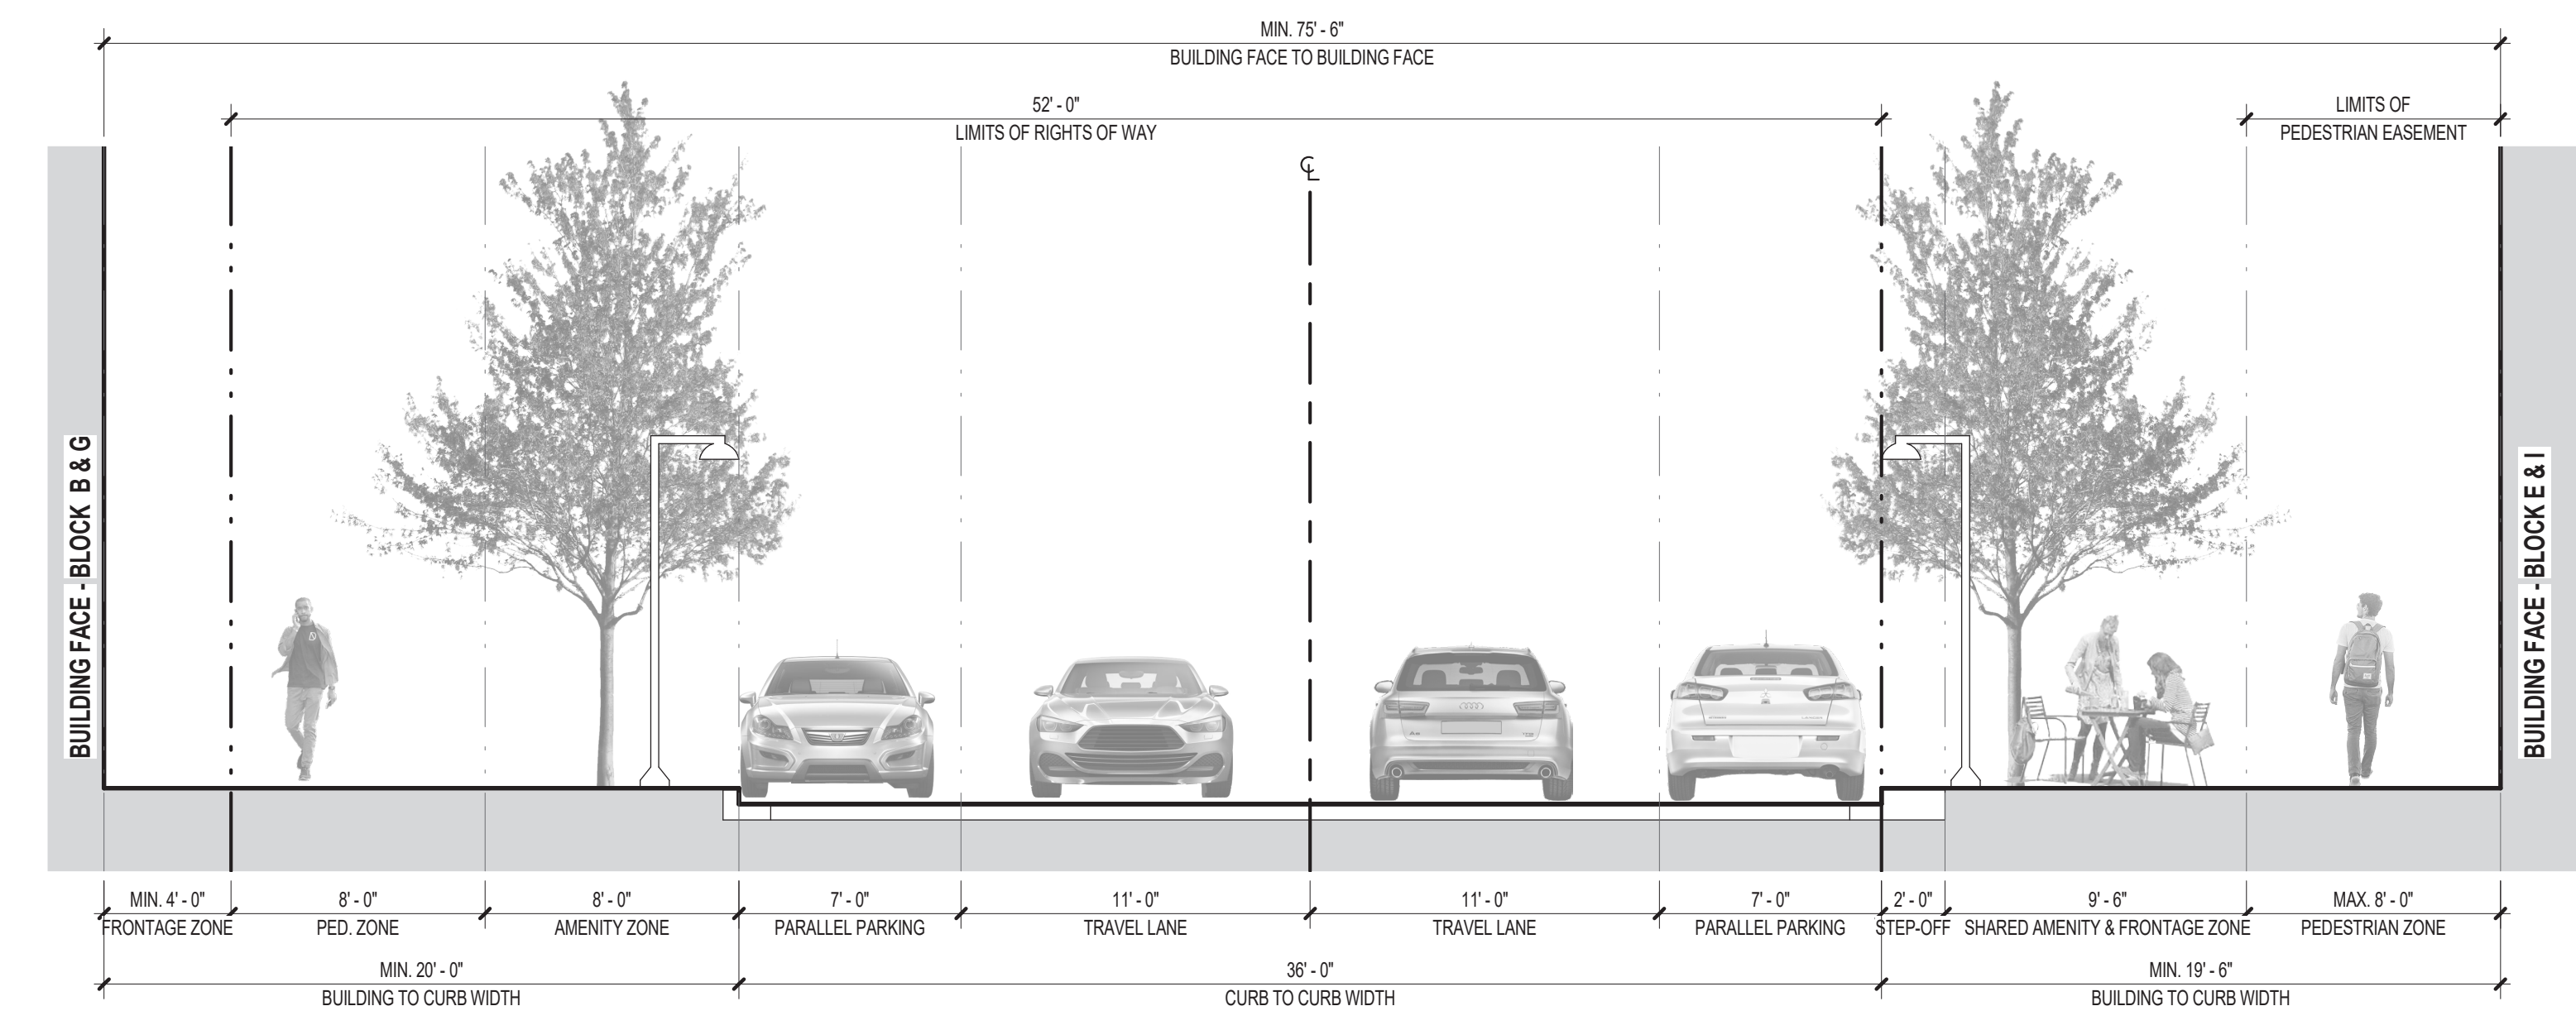 MIN. 75' - 6"
BUILDING FACE TO BUILDING FACE
52' - 0"
LIMITS OF RIGHTS OF WAY
LIMITS OF
PEDESTRIAN EASEMENT
℄
BUILDING FACE - BLOCK B & G
BUILDING FACE - BLOCK E & I
MIN. 4' - 0"
FRONTAGE ZONE
8' - 0"
PED. ZONE
8' - 0"
AMENITY ZONE
7' - 0"
PARALLEL PARKING
11' - 0"
TRAVEL LANE
11' - 0"
TRAVEL LANE
7' - 0"
PARALLEL PARKING
2' - 0"
STEP-OFF
9' - 6"
SHARED AMENITY & FRONTAGE ZONE
MAX. 8' - 0"
PEDESTRIAN ZONE
MIN. 20' - 0"
BUILDING TO CURB WIDTH
36' - 0"
CURB TO CURB WIDTH
MIN. 19' - 6"
BUILDING TO CURB WIDTH